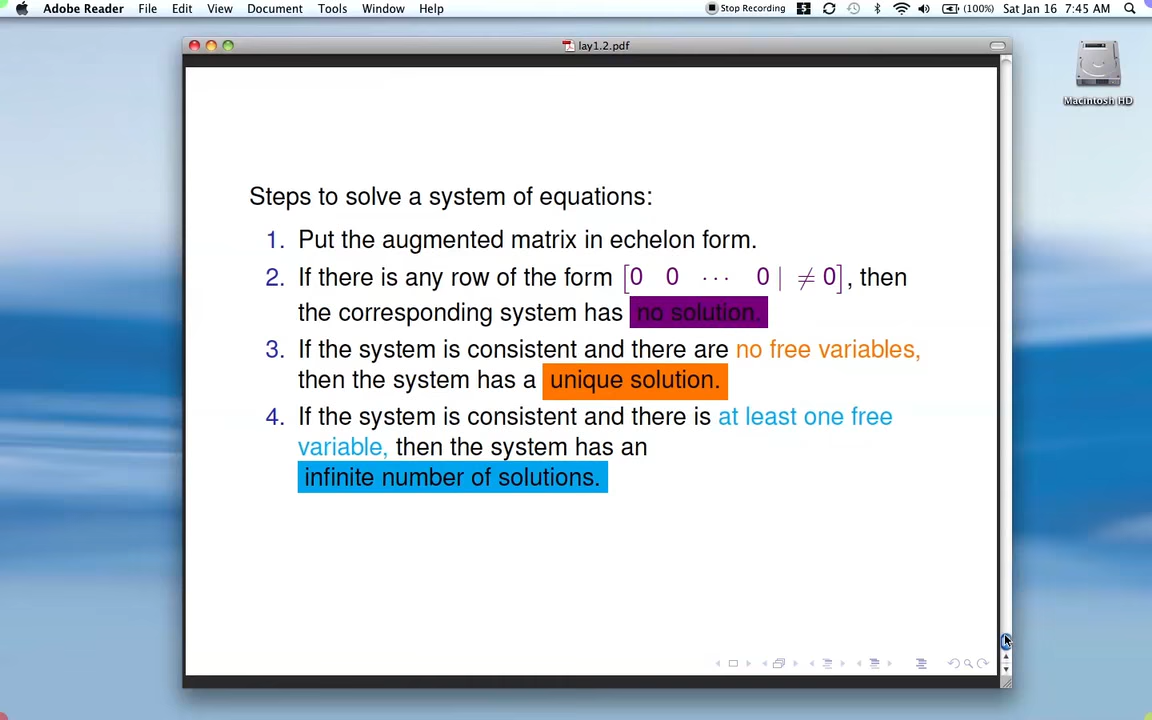 Adobe Reader File Edit View Document Tools Window Help Stop Recording (100%) Sat Jan 16 7:45 AM
lay1.2.pdf
Macintosh HD
Steps to solve a system of equations:
1. Put the augmented matrix in echelon form.
2. If there is any row of the form [0 0 ⋯ 0 | ≠ 0], then
the corresponding system has no solution.
3. If the system is consistent and there are no free variables,
then the system has a unique solution.
4. If the system is consistent and there is at least one free
variable, then the system has an
infinite number of solutions.